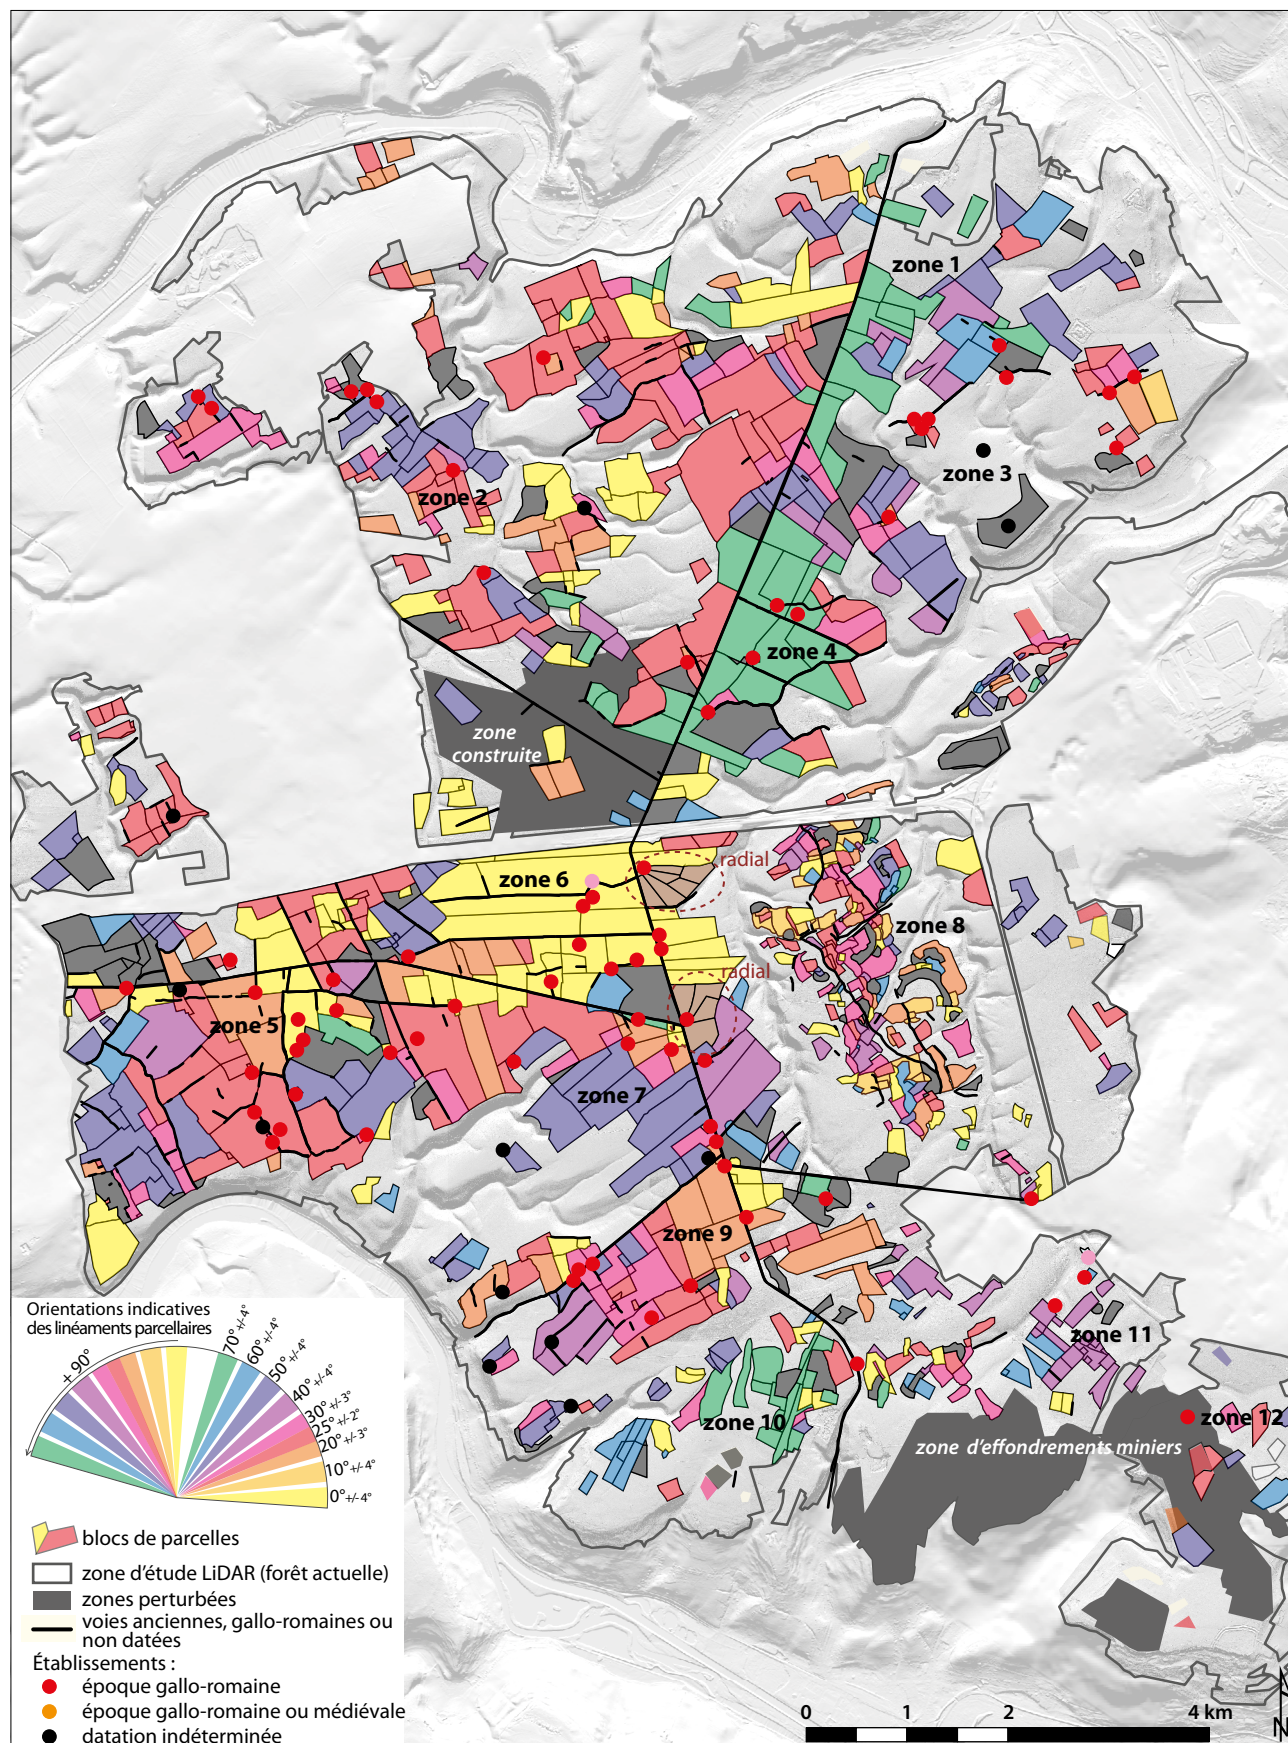 zone 1
zone 2
zone 3
zone 4
zone
construite
radial
zone 6
zone 8
radial
zone 5
zone 7
zone 9
zone 11
zone 10
zone 12
zone d'effondrements miniers
Orientations indicatives
des linéaments parcellaires
+ 90°
70° +/- 4°
60° +/- 4°
50° +/- 4°
40° +/- 4°
30° +/- 3°
25° +/- 2°
20° +/- 3°
10° +/- 4°
0° +/- 4°
blocs de parcelles
zone d'étude LiDAR (forêt actuelle)
zones perturbées
voies anciennes, gallo-romaines ou
non datées
Établissements :
époque gallo-romaine
époque gallo-romaine ou médiévale
datation indéterminée
0 1 2 4 km
N